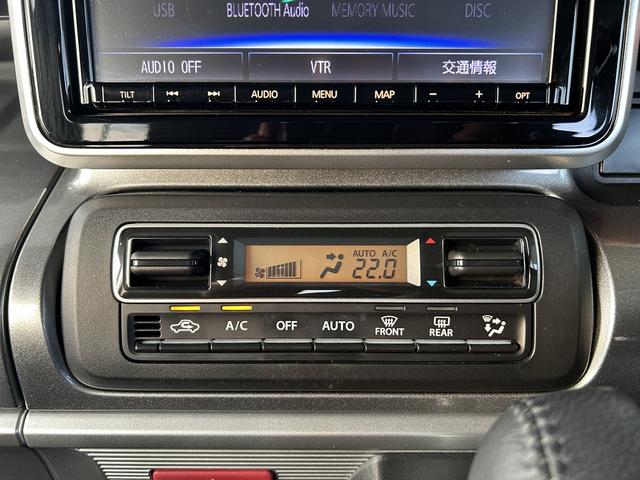 USB BLUETOOTH Audio MEMORY MUSIC DISC
AUDIO OFF VTR 交通情報
TILT AUDIO MENU MAP − + OPT
AUTO A/C
22.0
A/C OFF AUTO FRONT REAR